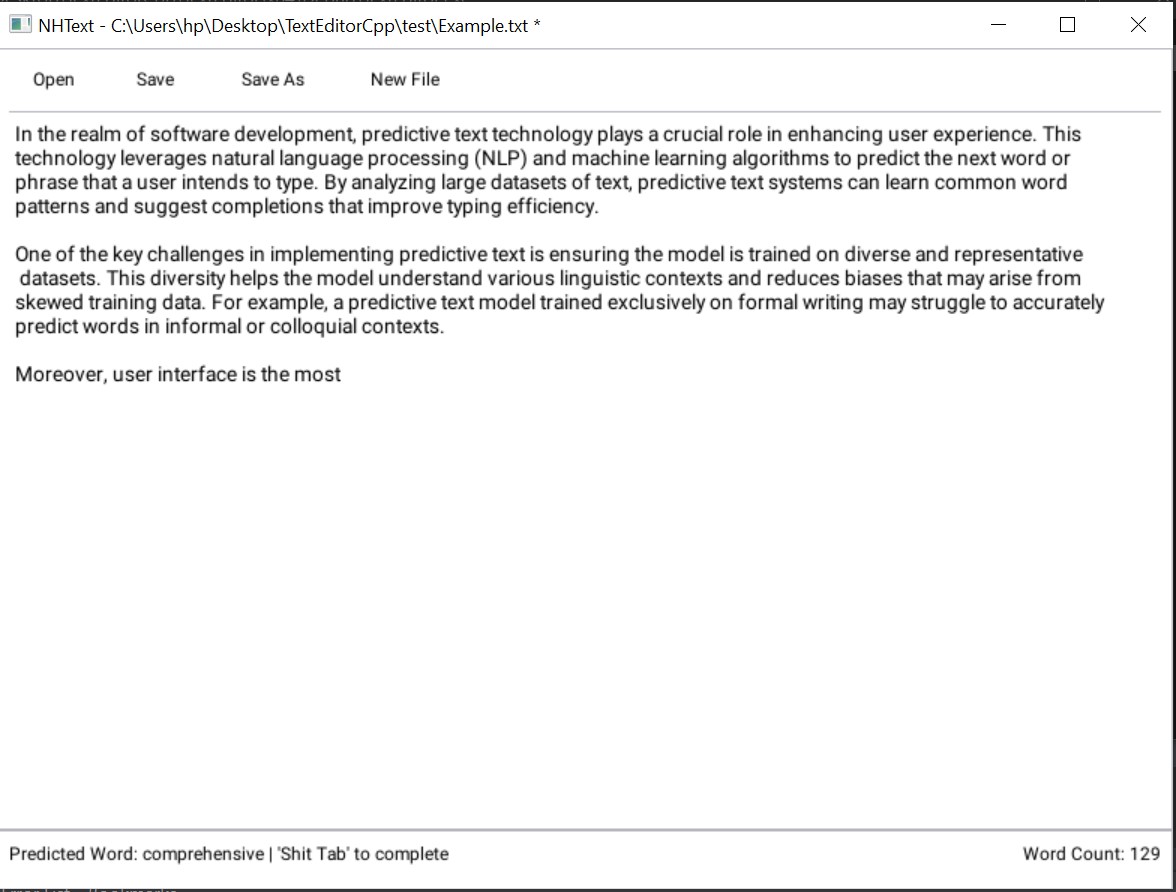 NHText - C:\Users\hp\Desktop\TextEditorCpp\test\Example.txt *
Open Save Save As New File
In the realm of software development, predictive text technology plays a crucial role in enhancing user experience. This
technology leverages natural language processing (NLP) and machine learning algorithms to predict the next word or
phrase that a user intends to type. By analyzing large datasets of text, predictive text systems can learn common word
patterns and suggest completions that improve typing efficiency.
One of the key challenges in implementing predictive text is ensuring the model is trained on diverse and representative
datasets. This diversity helps the model understand various linguistic contexts and reduces biases that may arise from
skewed training data. For example, a predictive text model trained exclusively on formal writing may struggle to accurately
predict words in informal or colloquial contexts.
Moreover, user interface is the most
Predicted Word: comprehensive | 'Shit Tab' to complete Word Count: 129